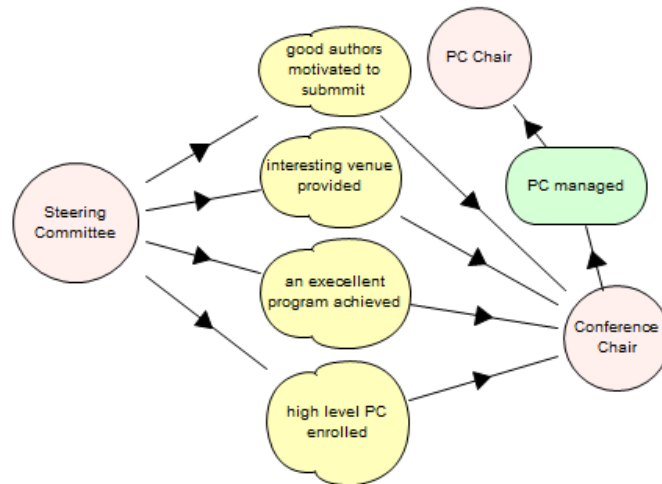 good authors
motivated to
submmit
PC Chair
interesting venue
provided
PC managed
Steering
Committee
an execellent
program achieved
Conference
Chair
high level PC
enrolled